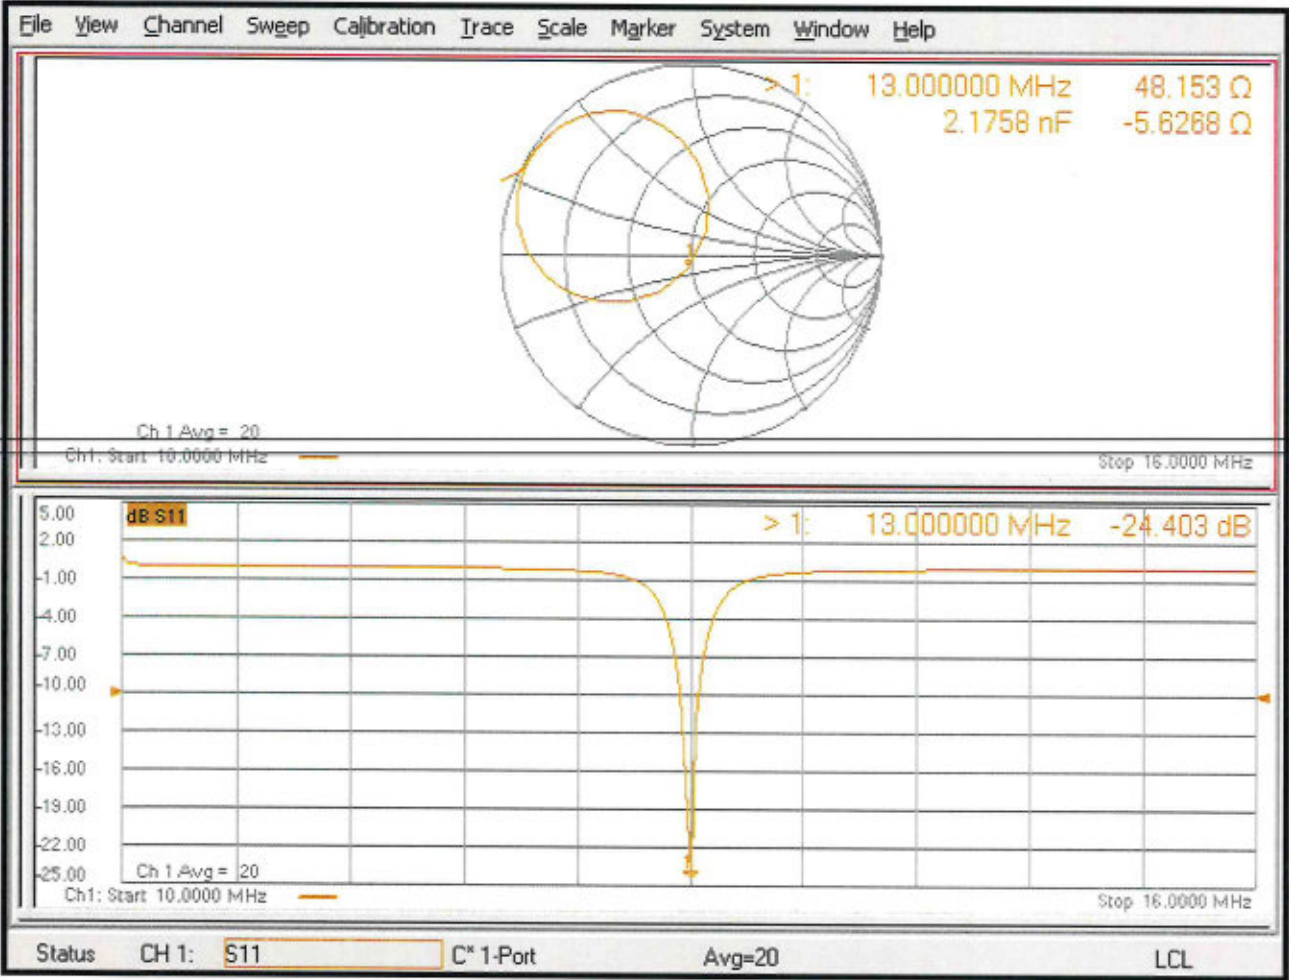 File View Channel Sweep Calibration Trace Scale Marker System Window Help
> 1: 13.000000 MHz 48.153 Ω
2.1758 nF -5.6268 Ω
1
Ch 1 Avg = 20
Ch1: Start 10.0000 MHz
Stop 16.0000 MHz
5.00
dB S11
> 1: 13.000000 MHz -24.403 dB
2.00
-1.00
-4.00
-7.00
-10.00
-13.00
-16.00
-19.00
-22.00
1
-25.00
Ch 1 Avg = 20
Ch1: Start 10.0000 MHz
Stop 16.0000 MHz
Status CH 1: S11 C* 1-Port Avg=20 LCL